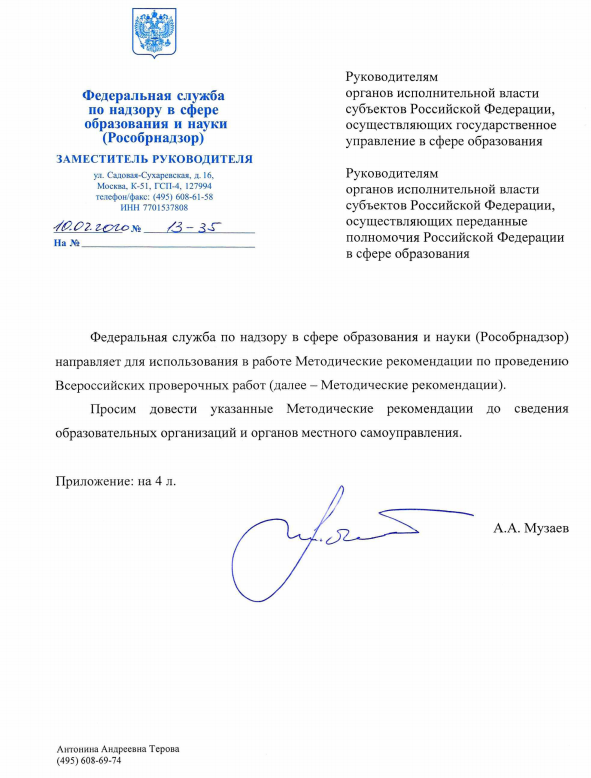 Федеральная служба
по надзору в сфере
образования и науки
(Рособрнадзор)
ЗАМЕСТИТЕЛЬ РУКОВОДИТЕЛЯ
ул. Садовая-Сухаревская, д. 16,
Москва, К-51, ГСП-4, 127994
телефон/факс: (495) 608-61-58
ИНН 7701537808
10.02.2020 № 13-35
На №
Руководителям
органов исполнительной власти
субъектов Российской Федерации,
осуществляющих государственное
управление в сфере образования
Руководителям
органов исполнительной власти
субъектов Российской Федерации,
осуществляющих переданные
полномочия Российской Федерации
в сфере образования
Федеральная служба по надзору в сфере образования и науки (Рособрнадзор)
направляет для использования в работе Методические рекомендации по проведению
Всероссийских проверочных работ (далее – Методические рекомендации).
Просим довести указанные Методические рекомендации до сведения
образовательных организаций и органов местного самоуправления.
Приложение: на 4 л.
А.А. Музаев
Антонина Андреевна Терова
(495) 608-69-74